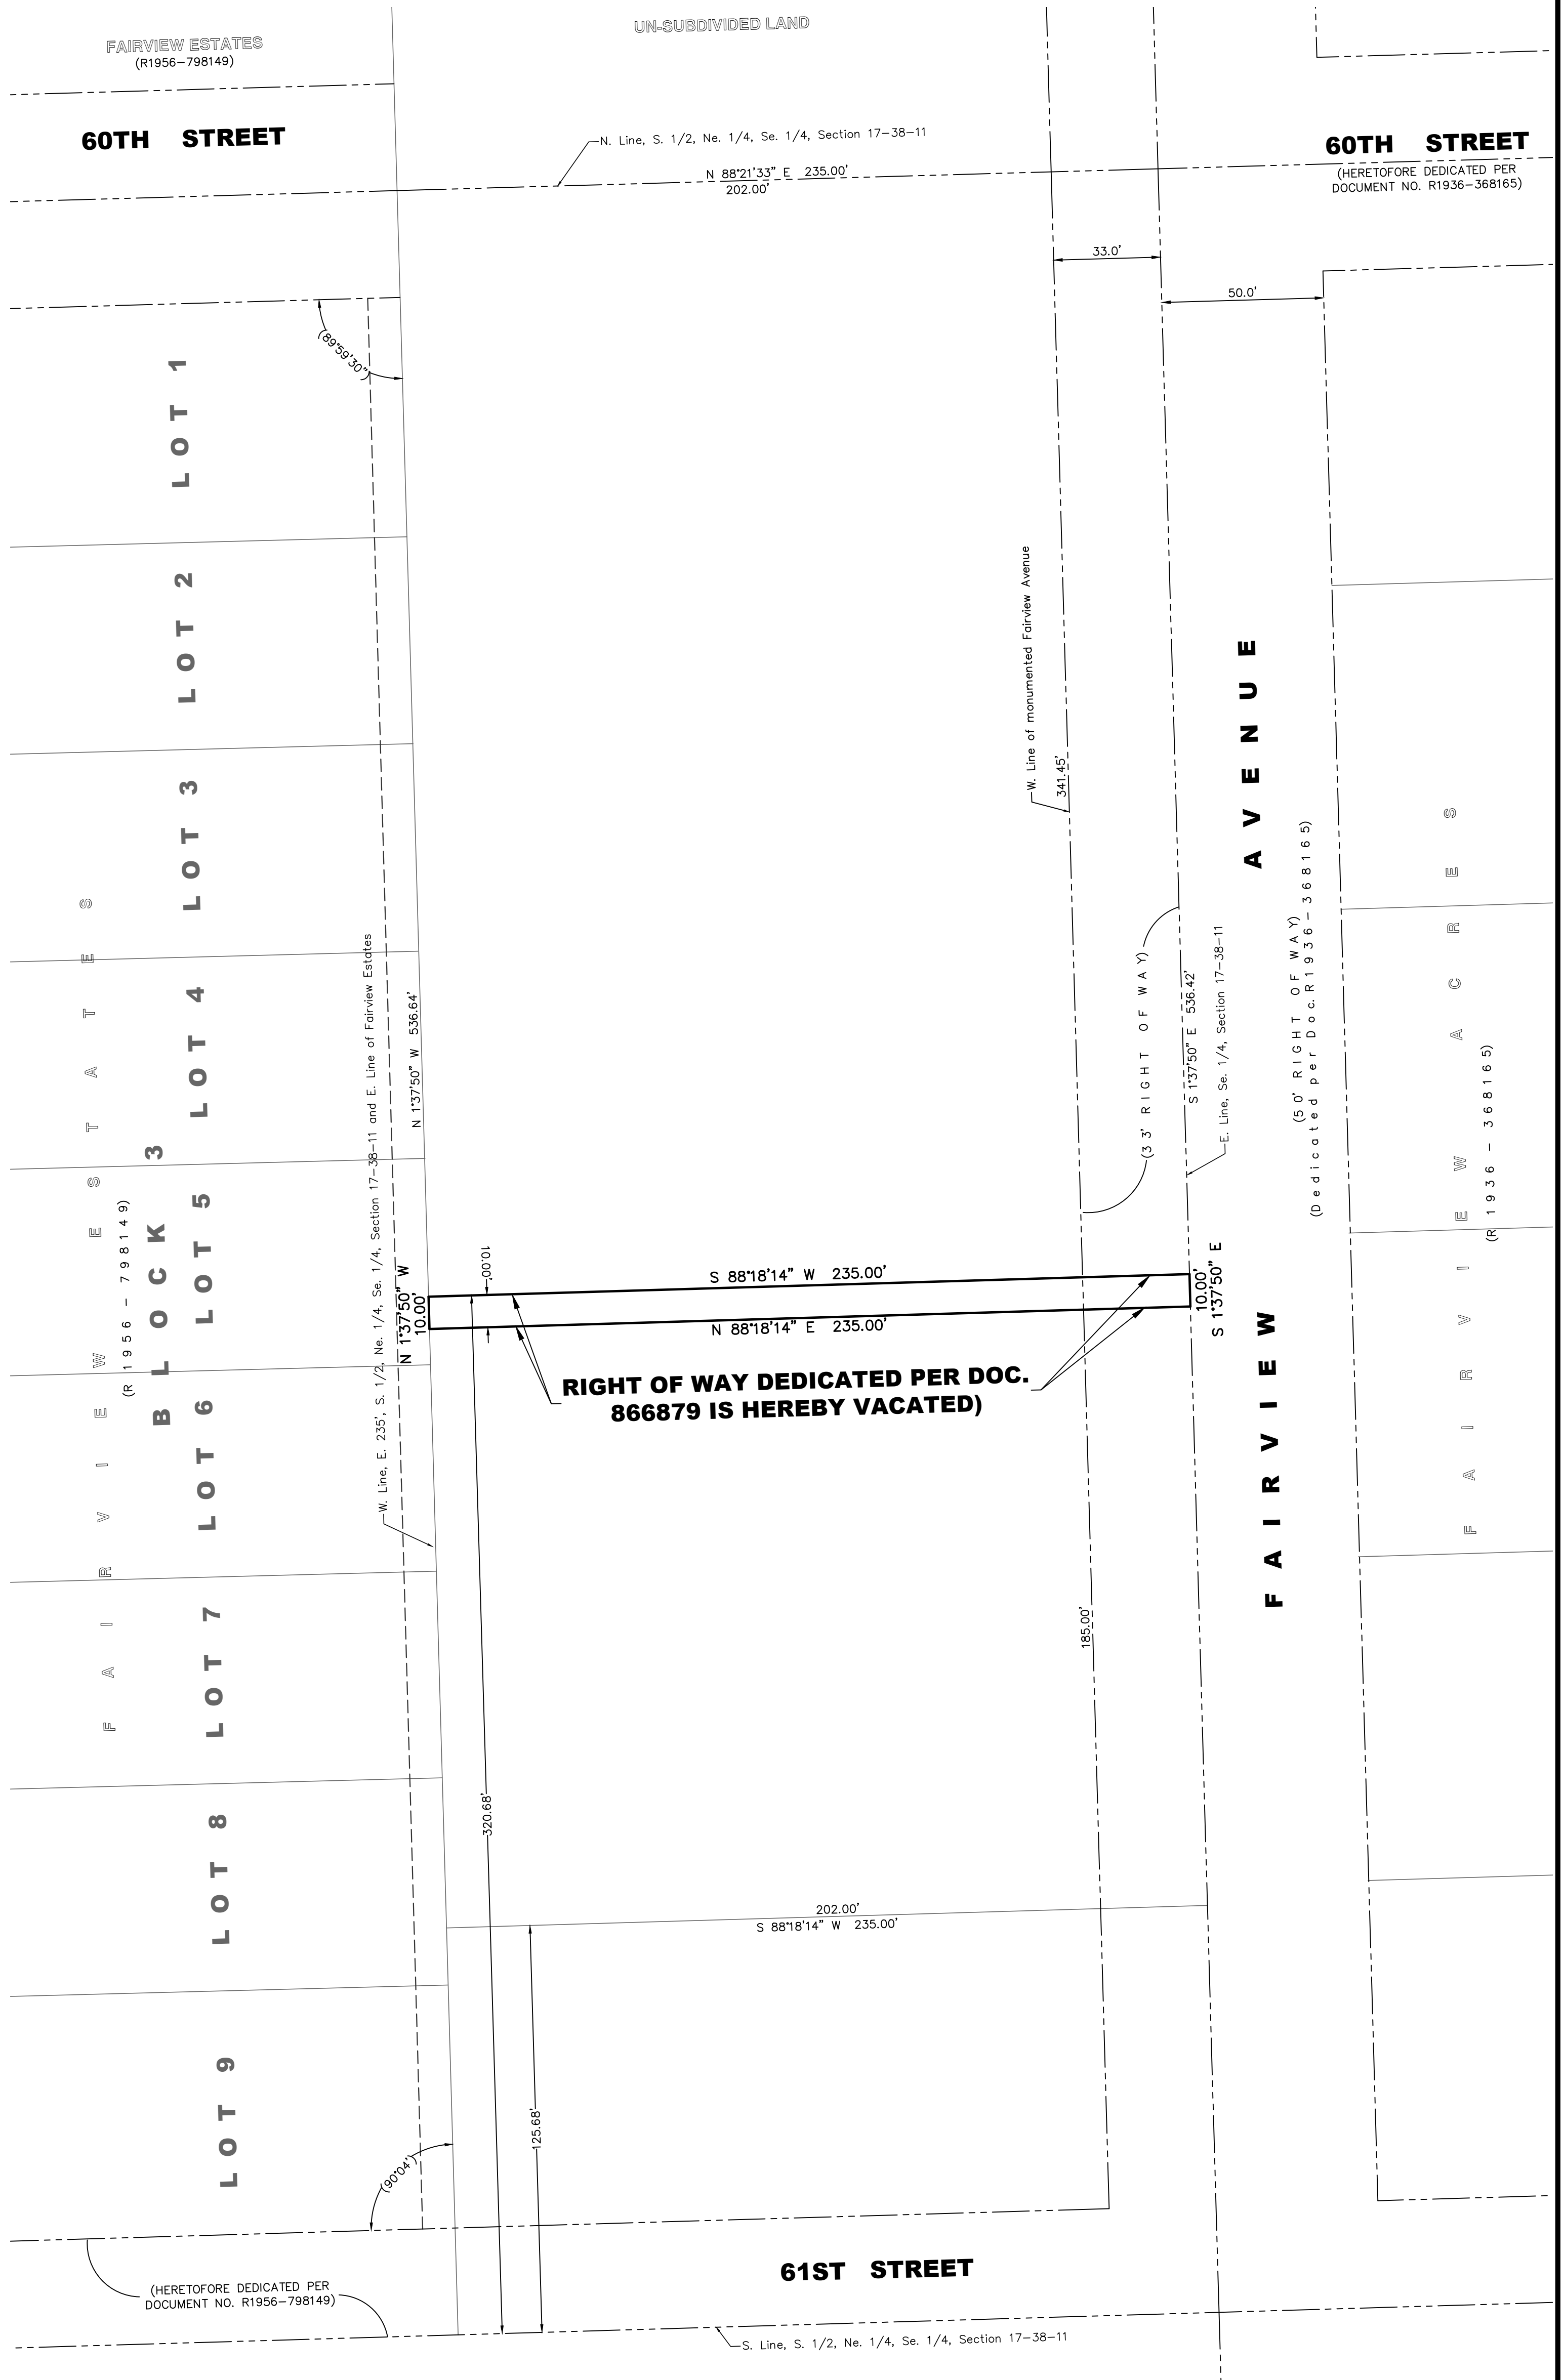 FAIRVIEW ESTATES
(R1956-798149)
UN-SUBDIVIDED LAND
60TH STREET
N. Line, S. 1/2, Ne. 1/4, Se. 1/4, Section 17-38-11
N 88°21'33" E 235.00'
202.00'
60TH STREET
(HERETOFORE DEDICATED PER
DOCUMENT NO. R1936-368165)
33.0'
50.0'
(89°59'30")
LOT 1
LOT 2
LOT 3
LOT 4
LOT 5
LOT 6
LOT 7
LOT 8
LOT 9
BLOCK 3
FAIRVIEW ESTATES
(R 1956 - 798149)
W. Line, E. 235', S. 1/2, Ne. 1/4, Se. 1/4, Section 17-38-11 and E. Line of Fairview Estates
N 1°37'50" W 536.64'
W. Line of monumented Fairview Avenue
341.45'
(33' RIGHT OF WAY)
S 1°37'50" E 536.42'
E. Line, Se. 1/4, Section 17-38-11
FAIRVIEW AVENUE
(50' RIGHT OF WAY)
(Dedicated per Doc. R1936-368165)
FAIRVIEW ACRES
(R 1936 - 368165)
N 1°37'50" W
10.00'
10.00'
S 88°18'14" W 235.00'
N 88°18'14" E 235.00'
10.00'
S 1°37'50" E
RIGHT OF WAY DEDICATED PER DOC.
866879 IS HEREBY VACATED)
185.00'
320.68'
202.00'
S 88°18'14" W 235.00'
125.68'
(90°04')
61ST STREET
(HERETOFORE DEDICATED PER
DOCUMENT NO. R1956-798149)
S. Line, S. 1/2, Ne. 1/4, Se. 1/4, Section 17-38-11